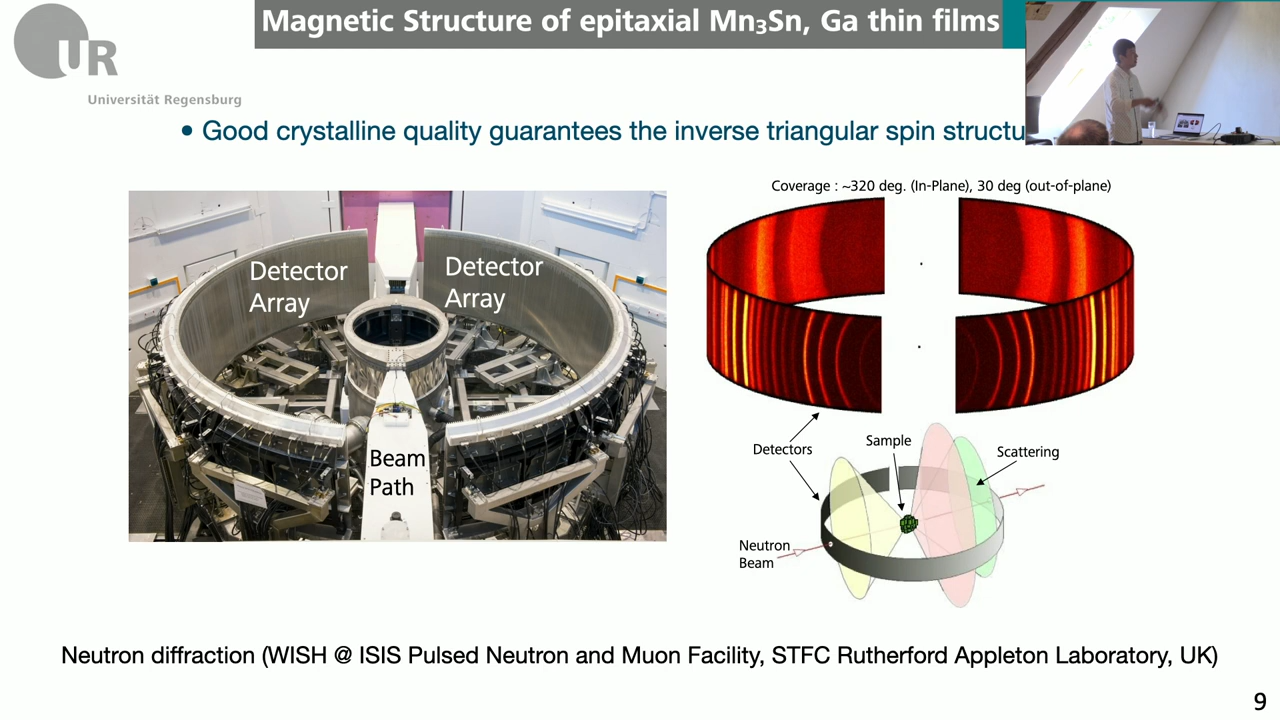 Magnetic Structure of epitaxial Mn₃Sn, Ga thin films
UR
Universität Regensburg
• Good crystalline quality guarantees the inverse triangular spin structu
Coverage : ~320 deg. (In-Plane), 30 deg (out-of-plane)
Detector
Array
Detector
Array
Beam
Path
Detectors
Sample
Scattering
Neutron
Beam
Neutron diffraction (WISH @ ISIS Pulsed Neutron and Muon Facility, STFC Rutherford Appleton Laboratory, UK)
9